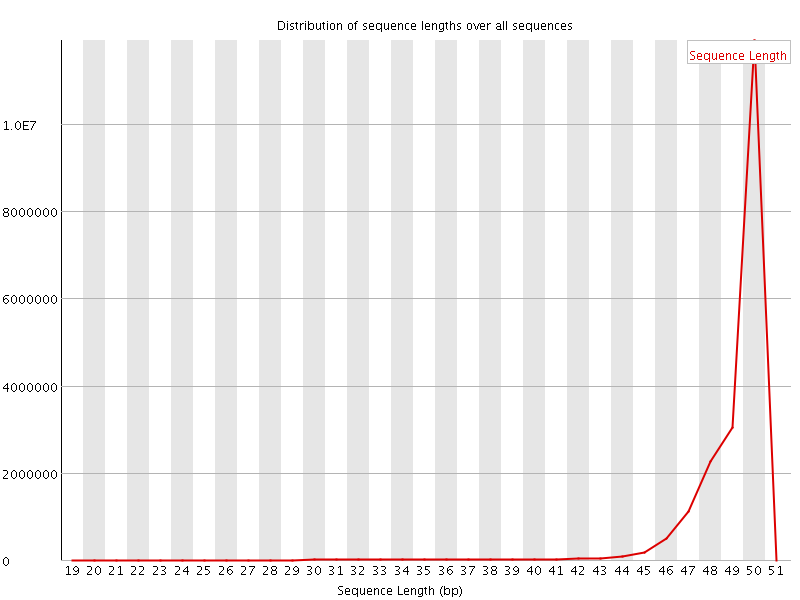 Distribution of sequence lengths over all sequences
Sequence Length
1.0E7
8000000
6000000
4000000
2000000
0
19 20 21 22 23 24 25 26 27 28 29 30 31 32 33 34 35 36 37 38 39 40 41 42 43 44 45 46 47 48 49 50 51
Sequence Length (bp)